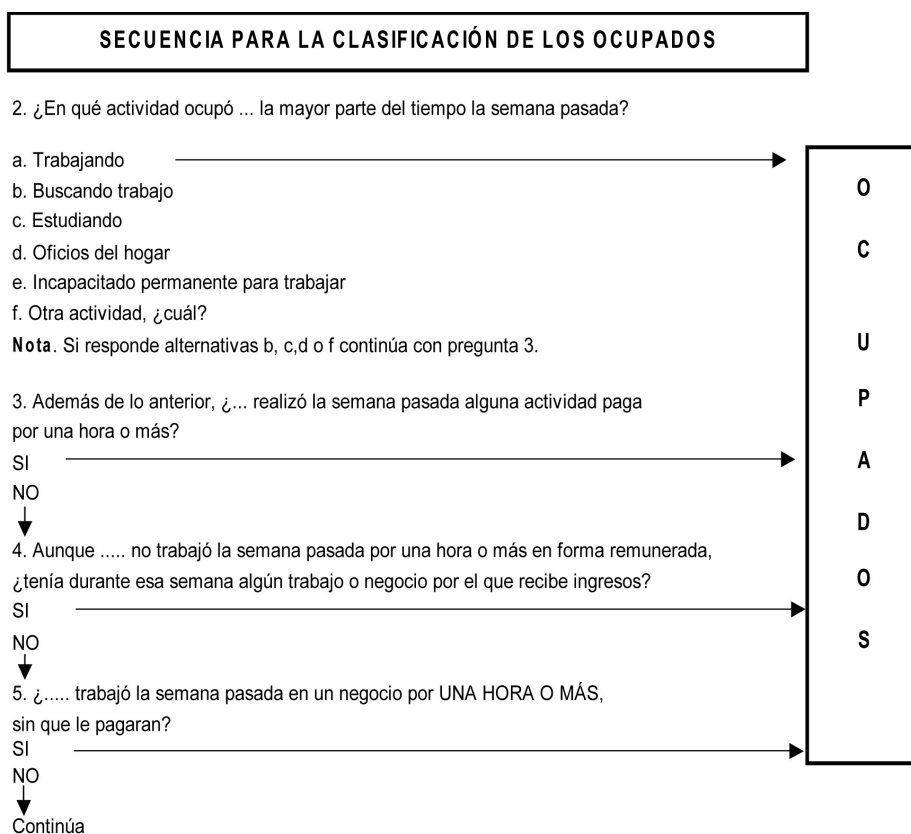 SECUENCIA PARA LA CLASIFICACIÓN DE LOS OCUPADOS
2. ¿En qué actividad ocupó ... la mayor parte del tiempo la semana pasada?
a. Trabajando
b. Buscando trabajo
c. Estudiando
d. Oficios del hogar
e. Incapacitado permanente para trabajar
f. Otra actividad, ¿cuál?
Nota. Si responde alternativas b, c,d o f continúa con pregunta 3.
3. Además de lo anterior, ¿... realizó la semana pasada alguna actividad paga
por una hora o más?
SI
NO
4. Aunque ..... no trabajó la semana pasada por una hora o más en forma remunerada,
¿tenía durante esa semana algún trabajo o negocio por el que recibe ingresos?
SI
NO
5. ¿..... trabajó la semana pasada en un negocio por UNA HORA O MÁS,
sin que le pagaran?
SI
NO
Continúa
O
C
U
P
A
D
O
S